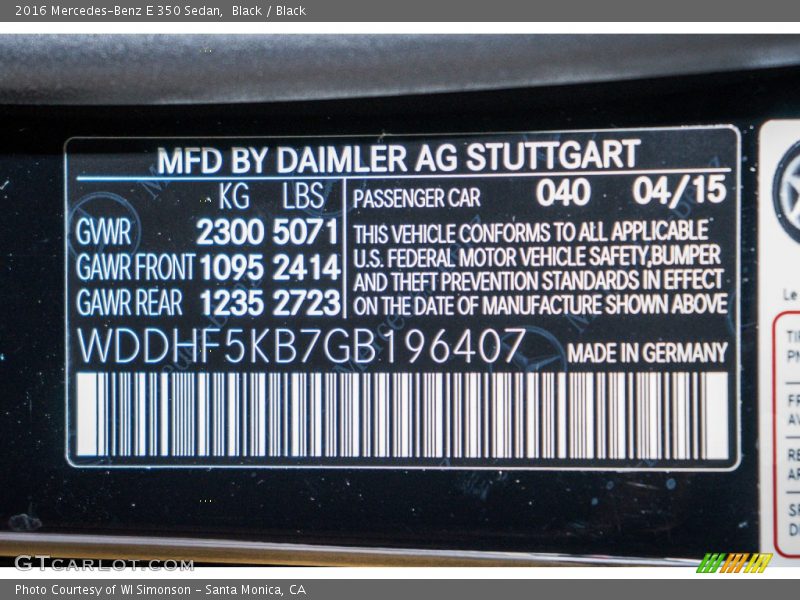 2016 Mercedes-Benz E 350 Sedan,  Black / Black
MFD BY DAIMLER AG STUTTGART
KG LBS
GVWR 2300 5071
GAWR FRONT 1095 2414
GAWR REAR 1235 2723
PASSENGER CAR 040 04/15
THIS VEHICLE CONFORMS TO ALL APPLICABLE
U.S. FEDERAL MOTOR VEHICLE SAFETY,BUMPER
AND THEFT PREVENTION STANDARDS IN EFFECT
ON THE DATE OF MANUFACTURE SHOWN ABOVE
WDDHF5KB7GB196407
MADE IN GERMANY
GTCARLOT.COM
Photo Courtesy of WI Simonson - Santa Monica, CA